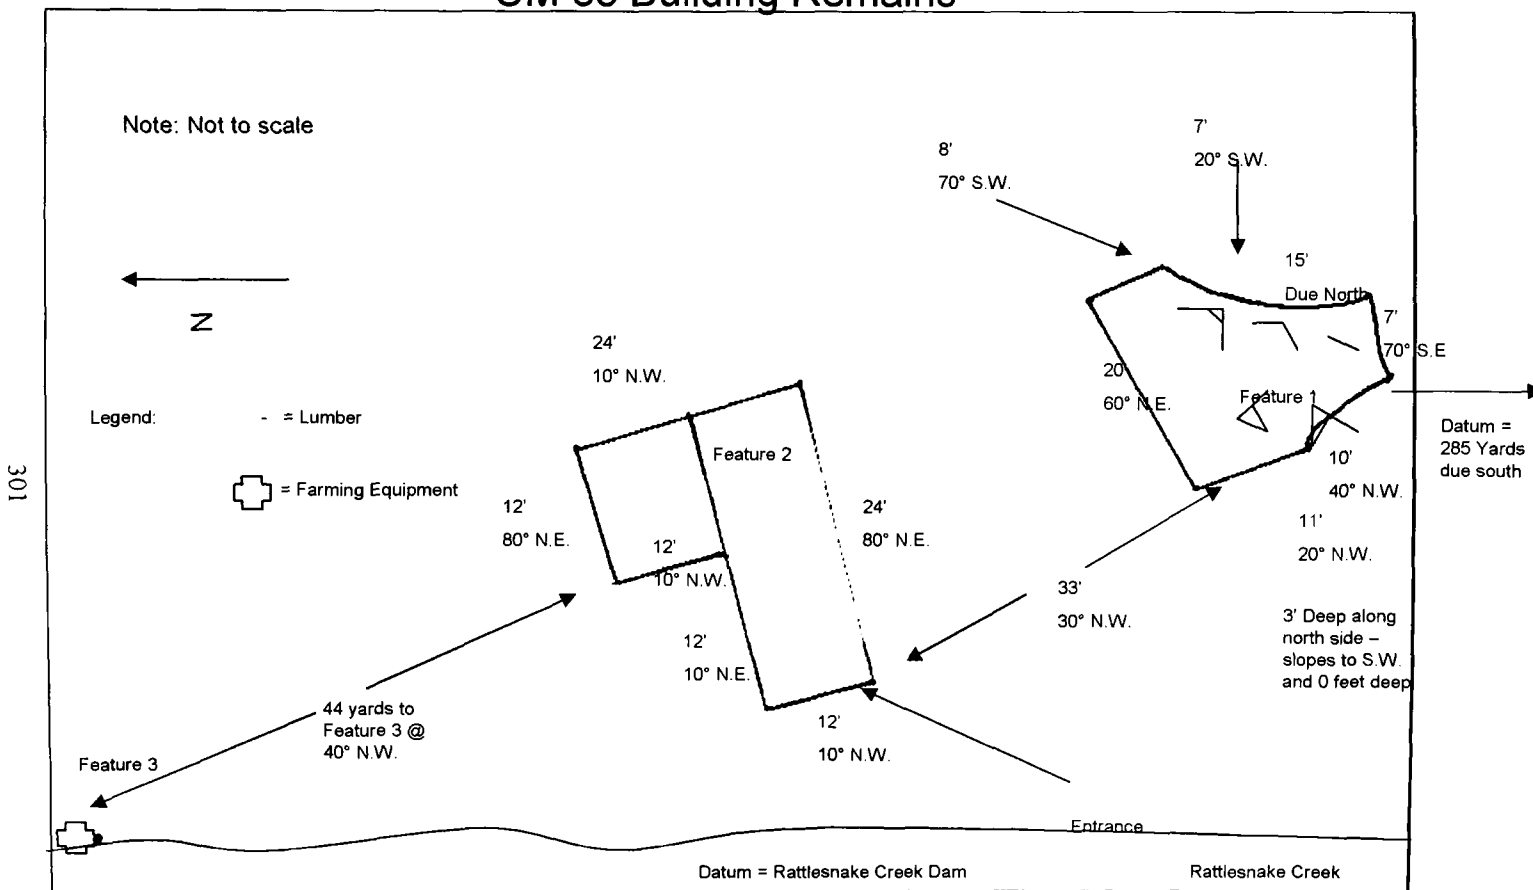 Building Remains
Note: Not to scale
7'
20° S.W.
8'
70° S.W.
15'
Due North
N
7'
70° S.E
24'
10° N.W.
20'
60° N.E.
Feature 1
Legend:
- = Lumber
= Farming Equipment
Feature 2
Datum =
285 Yards
due south
10'
40° N.W.
301
12'
80° N.E.
24'
80° N.E.
11'
20° N.W.
12'
10° N.W.
33'
30° N.W.
3' Deep along
north side –
slopes to S.W.
and 0 feet deep
12'
10° N.E.
44 yards to
Feature 3 @
40° N.W.
12'
10° N.W.
Feature 3
Entrance
Datum = Rattlesnake Creek Dam
Rattlesnake Creek